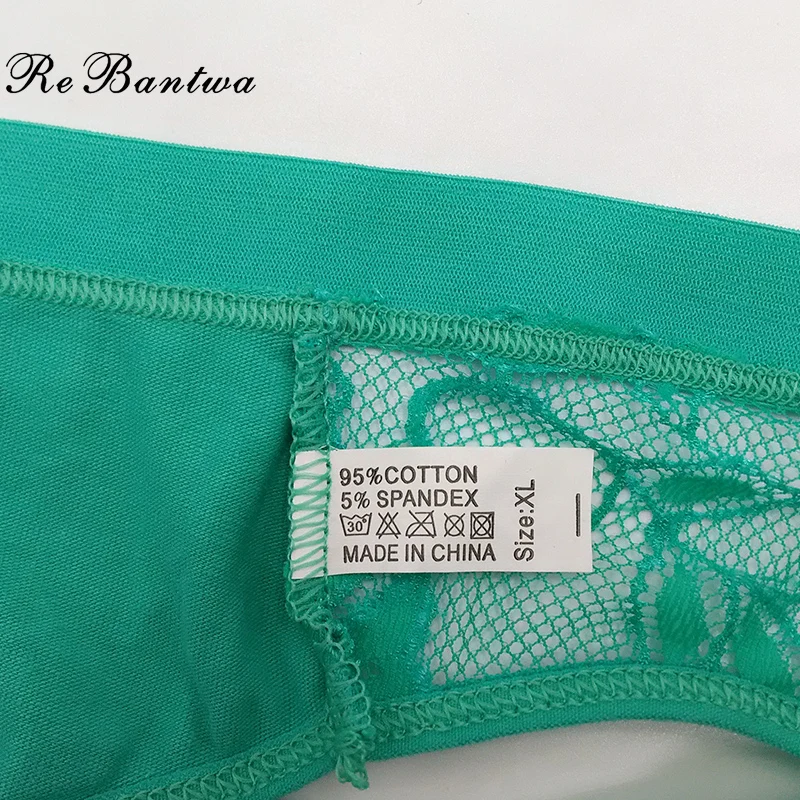 Re Bantwa
95%COTTON
5% SPANDEX
30°
MADE IN CHINA
Size:XL